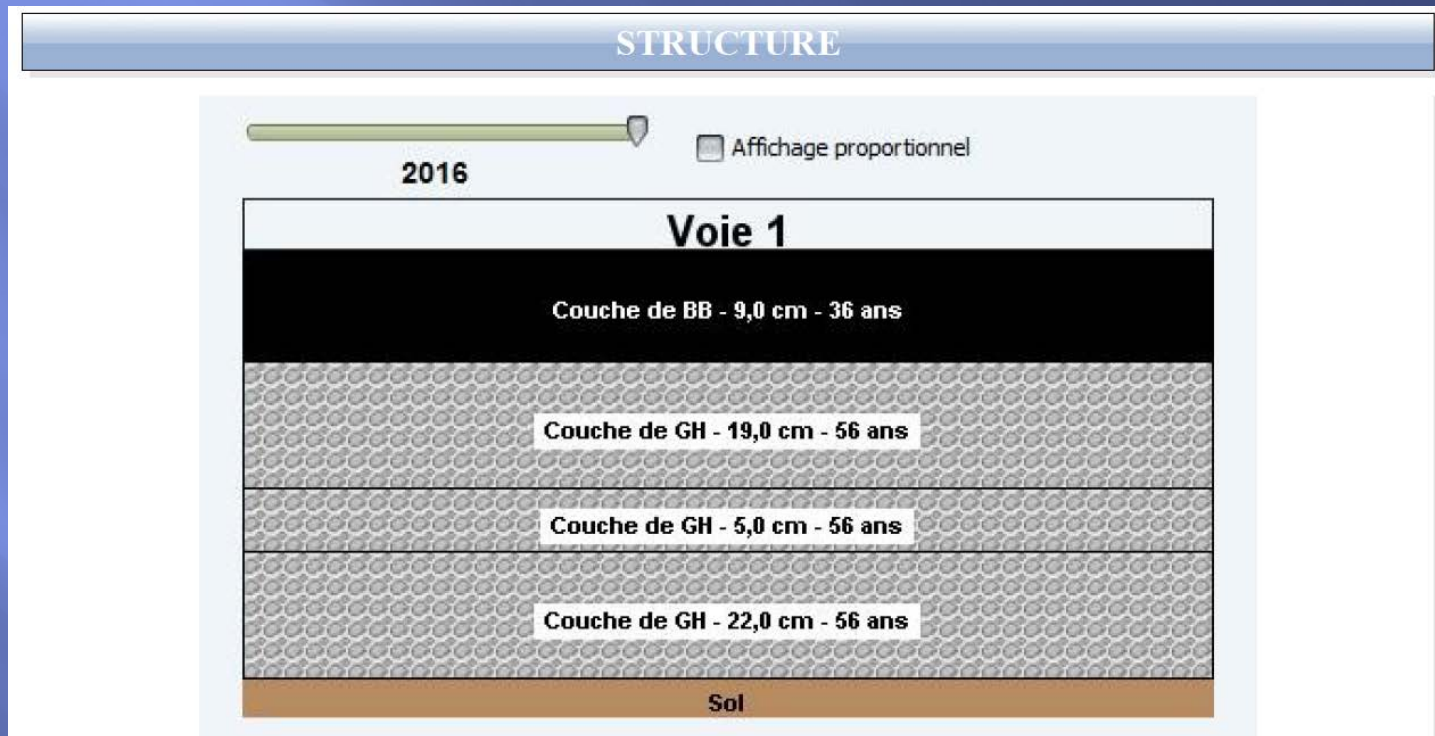 STRUCTURE
Affichage proportionnel
2016
Voie 1
Couche de BB - 9,0 cm - 36 ans
Couche de GH - 19,0 cm - 56 ans
Couche de GH - 5,0 cm - 56 ans
Couche de GH - 22,0 cm - 56 ans
Sol